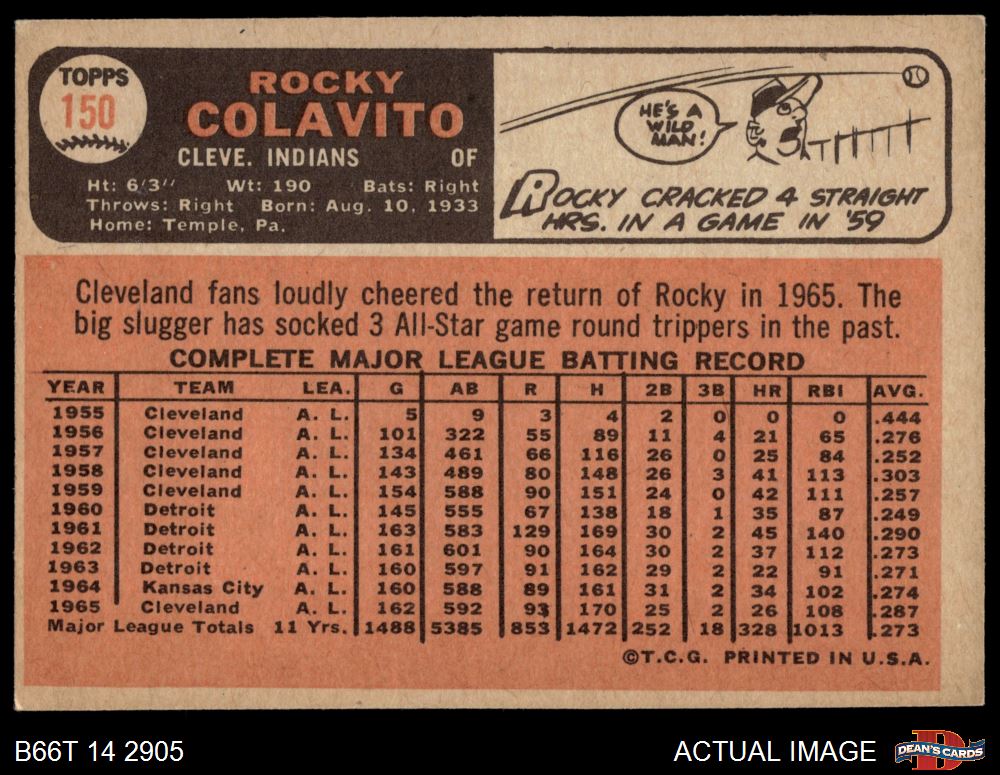 TOPPS
150
ROCKY
COLAVITO
CLEVE. INDIANS OF
Ht: 6'3" Wt: 190 Bats: Right
Throws: Right Born: Aug. 10, 1933
Home: Temple, Pa.
HE'S A
WILD
MAN!
ROCKY CRACKED 4 STRAIGHT
HRS. IN A GAME IN '59
Cleveland fans loudly cheered the return of Rocky in 1965. The
big slugger has socked 3 All-Star game round trippers in the past.
COMPLETE MAJOR LEAGUE BATTING RECORD
YEAR TEAM LEA. G AB R H 2B 3B HR RBI AVG.
1955 Cleveland A. L. 5 9 3 4 2 0 0 0 .444
1956 Cleveland A. L. 101 322 55 89 11 4 21 65 .276
1957 Cleveland A. L. 134 461 66 116 26 0 25 84 .252
1958 Cleveland A. L. 143 489 80 148 26 3 41 113 .303
1959 Cleveland A. L. 154 588 90 151 24 0 42 111 .257
1960 Detroit A. L. 145 555 67 138 18 1 35 87 .249
1961 Detroit A. L. 163 583 129 169 30 2 45 140 .290
1962 Detroit A. L. 161 601 90 164 30 2 37 112 .273
1963 Detroit A. L. 160 597 91 162 29 2 22 91 .271
1964 Kansas City A. L. 160 588 89 161 31 2 34 102 .274
1965 Cleveland A. L. 162 592 93 170 25 2 26 108 .287
Major League Totals 11 Yrs. 1488 5385 853 1472 252 18 328 1013 .273
©T.C.G. PRINTED IN U.S.A.
B66T 14 2905
ACTUAL IMAGE
D
DEAN'S CARDS